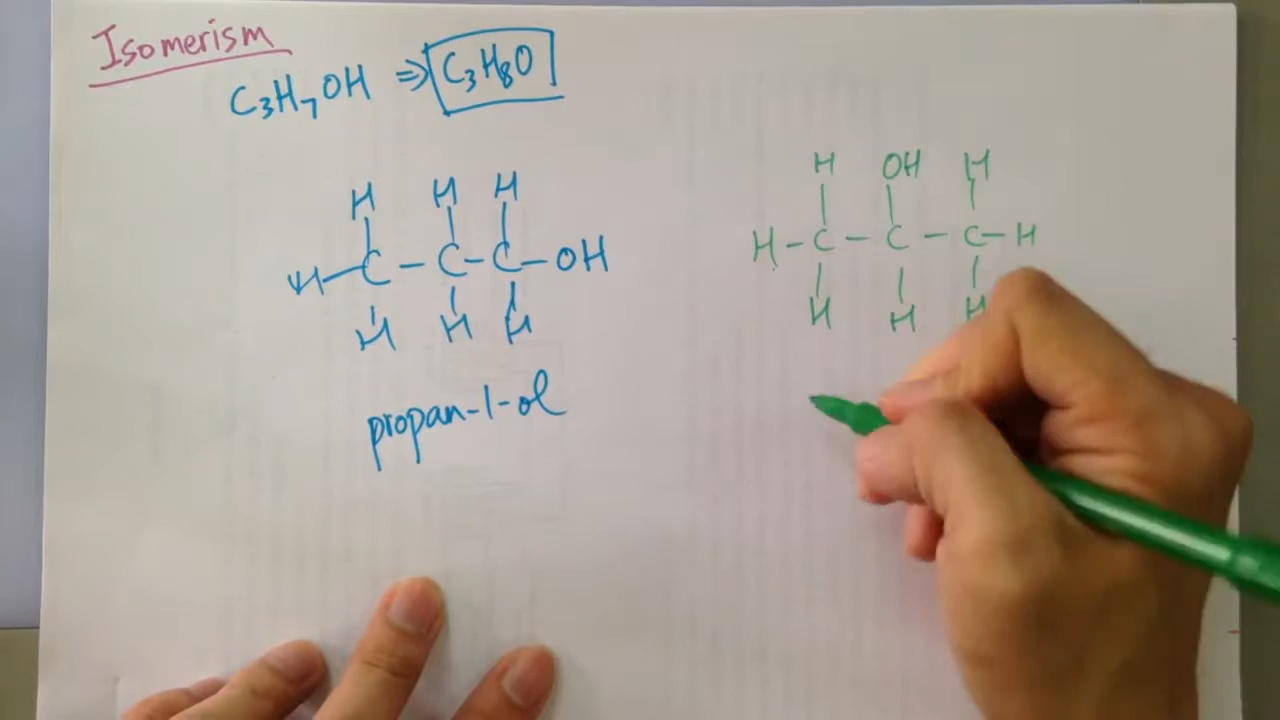 Isomerism
C₃H₇OH ⇒ C₃H₈O
H H H
H-C-C-C-OH
H H H
propan-1-ol
H OH H
H-C-C-C-H
H H H